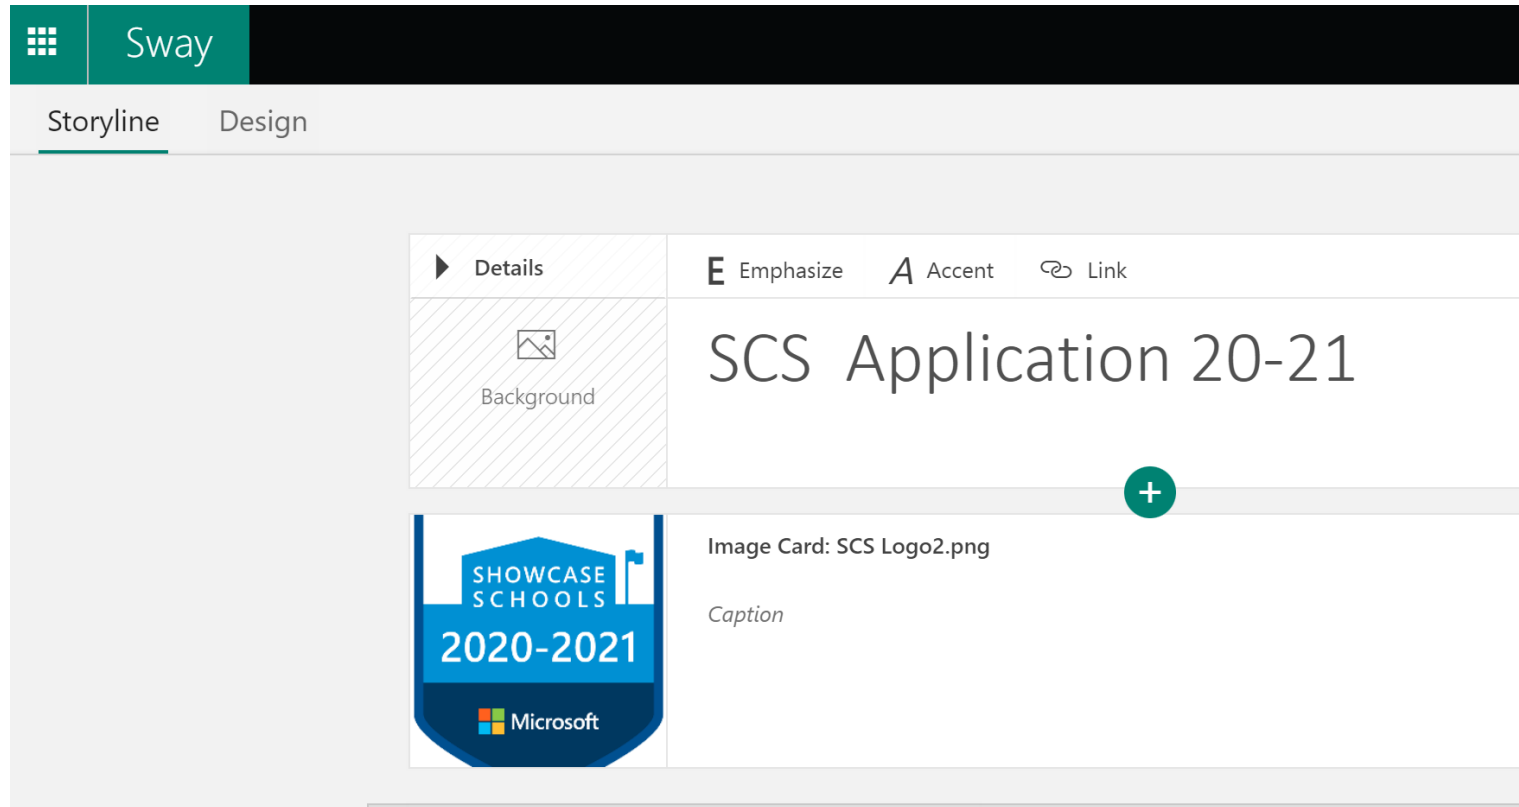 Sway
Storyline Design
Details
E Emphasize A Accent Link
Background
SCS Application 20-21
+
SHOWCASE
SCHOOLS
2020-2021
Microsoft
Image Card: SCS Logo2.png
Caption